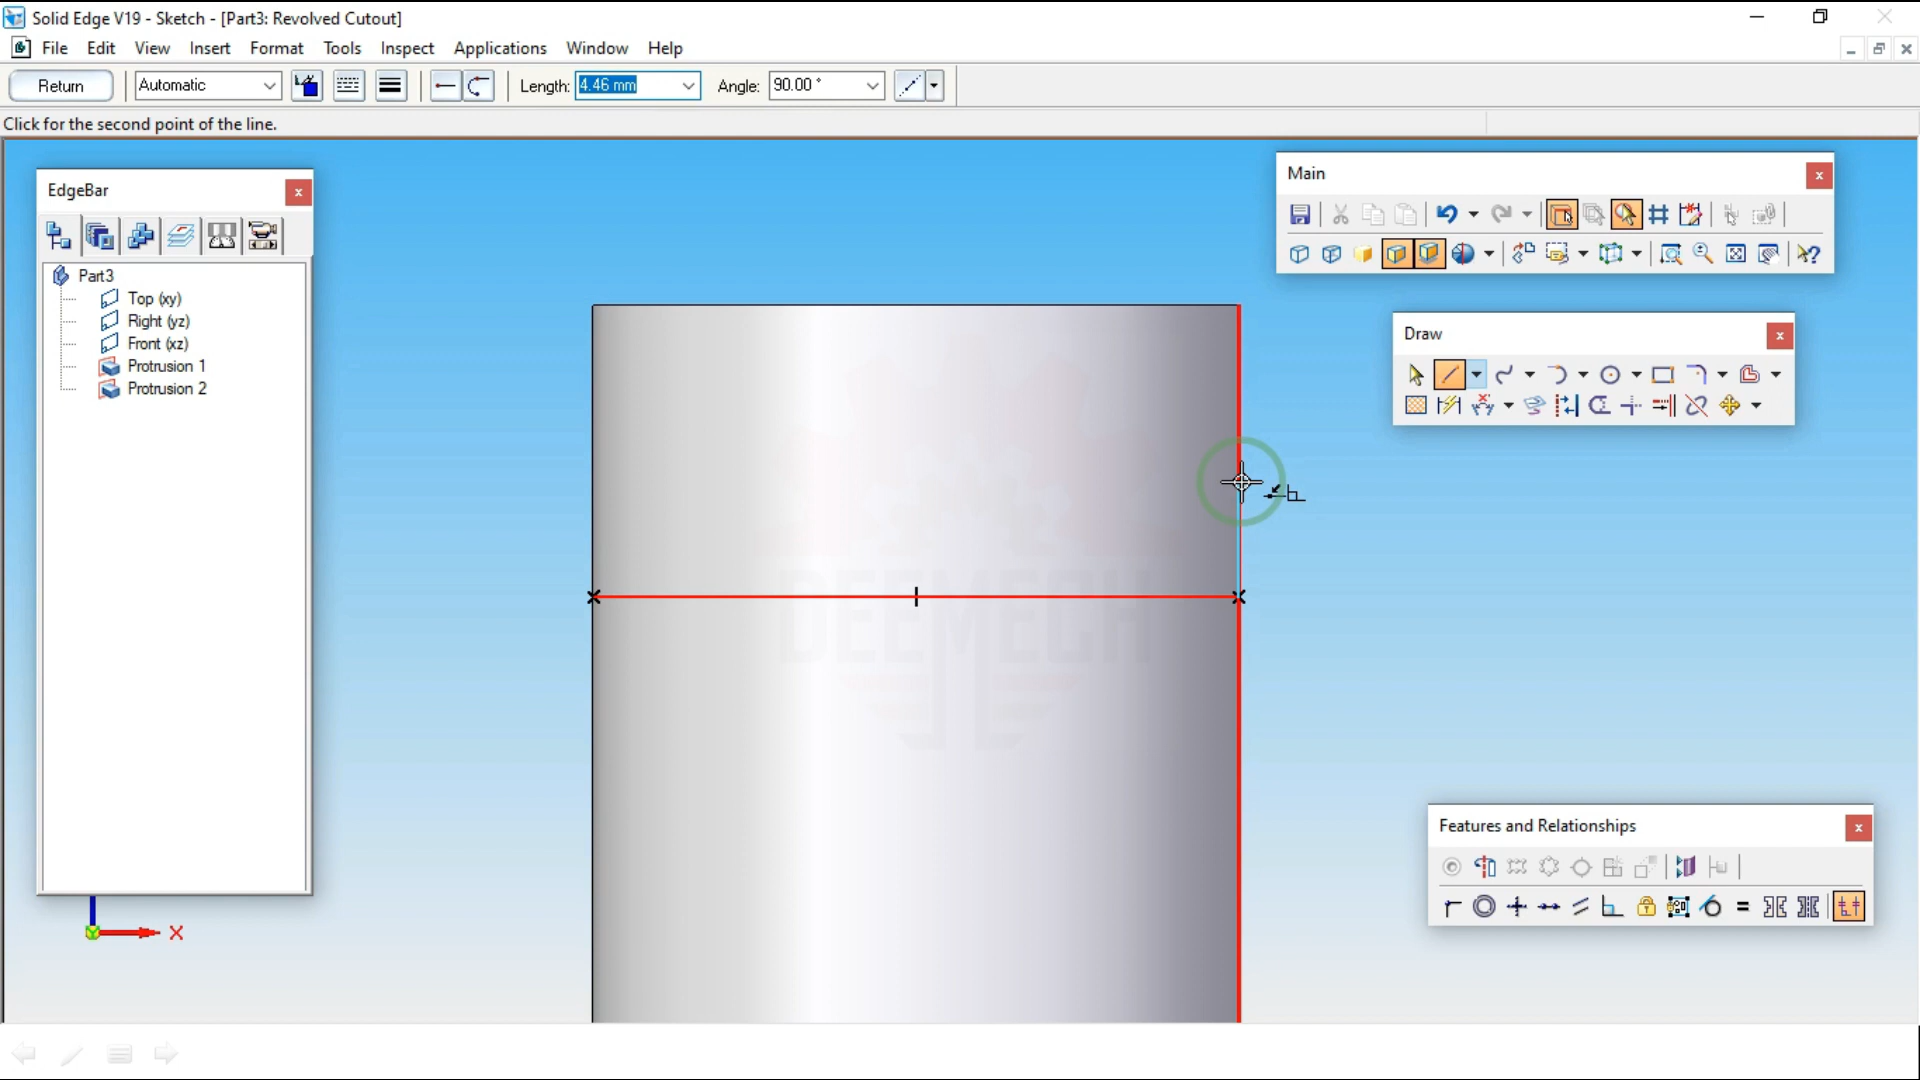 Solid Edge V19 - Sketch - [Part3: Revolved Cutout]
File Edit View Insert Format Tools Inspect Applications Window Help
Return Automatic Length: 4.46 mm Angle: 90.00 °
Click for the second point of the line.
EdgeBar
Part3
Top (xy)
Right (yz)
Front (xz)
Protrusion 1
Protrusion 2
Main
Draw
DEEMECH
Features and Relationships
X